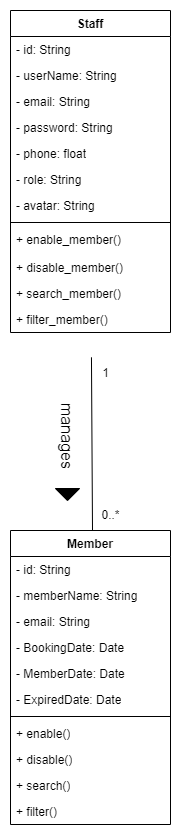 Staff
- id: String
- userName: String
- email: String
- password: String
- phone: float
- role: String
- avatar: String
+ enable_member()
+ disable_member()
+ search_member()
+ filter_member()
1
manages
0..*
Member
- id: String
- memberName: String
- email: String
- BookingDate: Date
- MemberDate: Date
- ExpiredDate: Date
+ enable()
+ disable()
+ search()
+ filter()